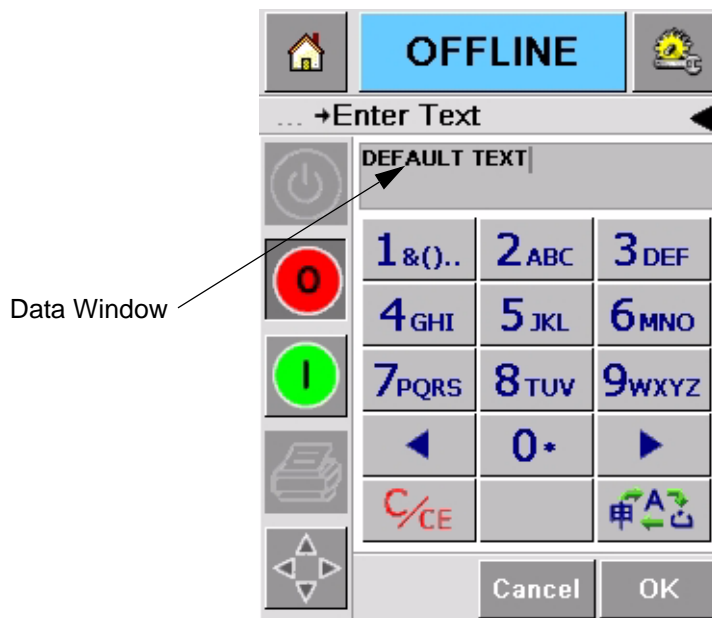 OFFLINE
... →Enter Text
DEFAULT TEXT
Data Window
1&()..
2ABC
3DEF
4GHI
5JKL
6MNO
7PQRS
8TUV
9WXYZ
0*
C/CE
申 A ت
Cancel
OK